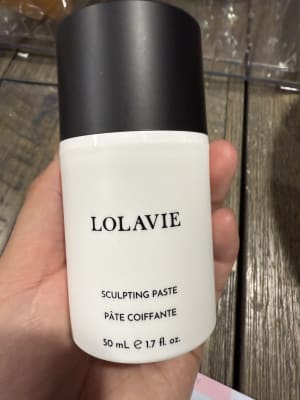 LOLAVIE
SCULPTING PASTE
PÂTE COIFFANTE
50 mL ℮ 1.7 fl. oz.